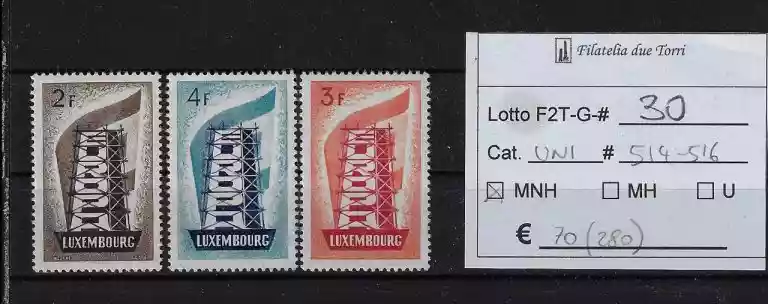 2F
LUXEMBOURG
4F
LUXEMBOURG
3F
LUXEMBOURG
Filatelia due Torri
Lotto F2T-G-# 30
Cat. UNI # 514-516
☒ MNH ☐ MH ☐ U
€ 70 (280)